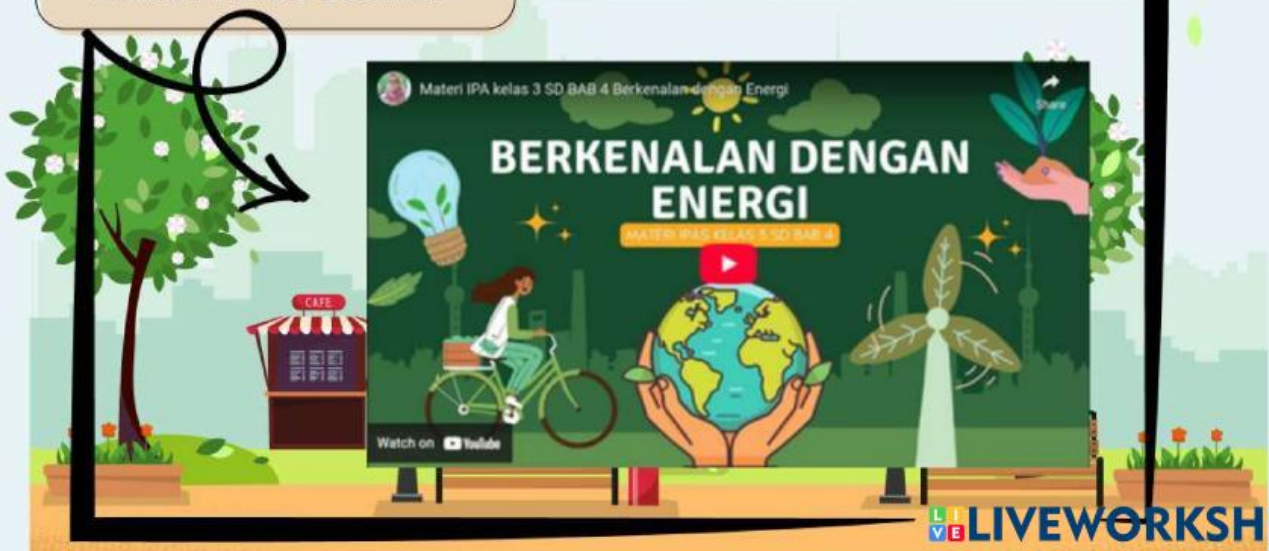 Materi IPA kelas 3 SD BAB 4 Berkenalan dengan Energi
Share
BERKENALAN DENGAN
ENERGI
MATERI IPAS KELAS 3 SD BAB 4
CAFE
Watch on YouTube
LIVE LIVEWORKSH